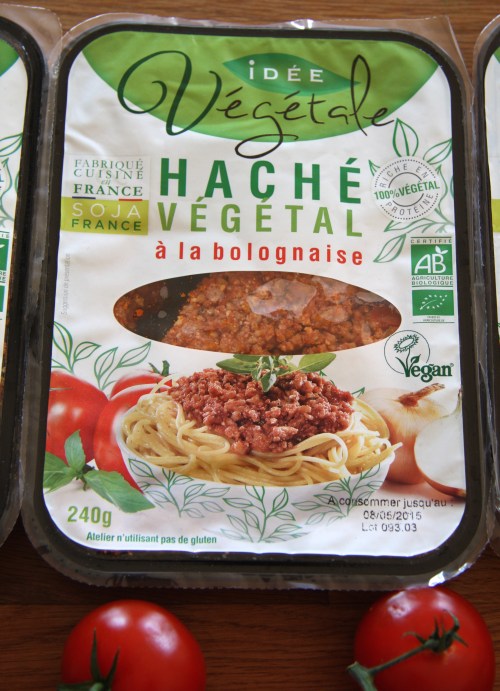 iDÉE
Végétale
FABRIQUÉ
CUISINÉ
en
FRANCE
SOJA
FRANCE
HACHÉ
VÉGÉTAL
à la bolognaise
RICHE EN
100% VÉGÉTAL
PROTÉINE
CERTIFIÉ
AB
AGRICULTURE
BIOLOGIQUE
Vegan
240g
Atelier n'utilisant pas de gluten
A consommer jusqu'au :
08/05/2015
Lot 093.03